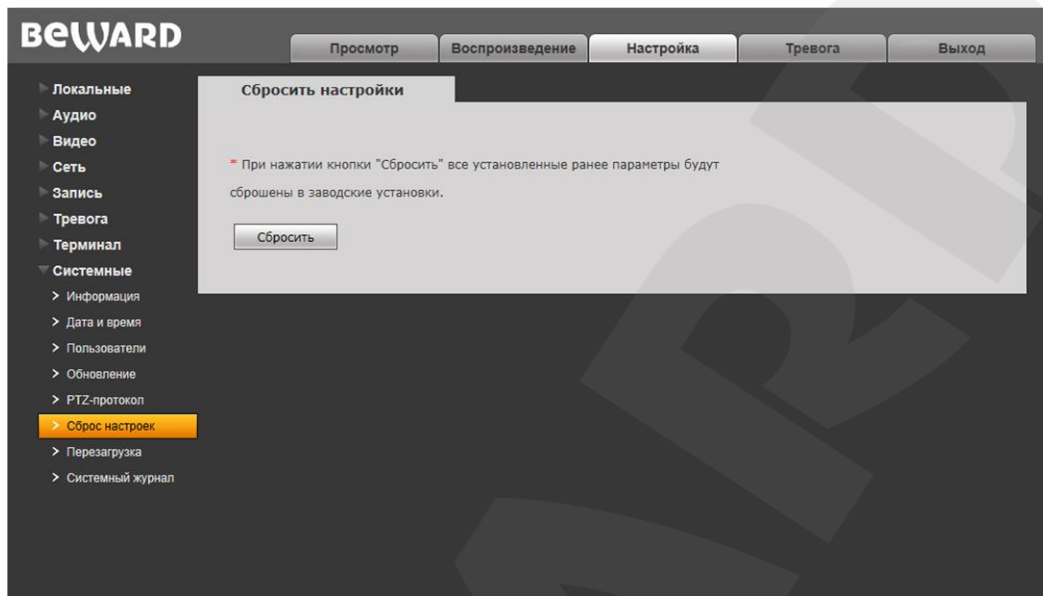 BEWARD
Просмотр
Воспроизведение
Настройка
Тревога
Выход
Локальные
Аудио
Видео
Сеть
Запись
Тревога
Терминал
Системные
Информация
Дата и время
Пользователи
Обновление
PTZ-протокол
Сброс настроек
Перезагрузка
Системный журнал
Сбросить настройки
* При нажатии кнопки "Сбросить" все установленные ранее параметры будут
сброшены в заводские установки.
Сбросить